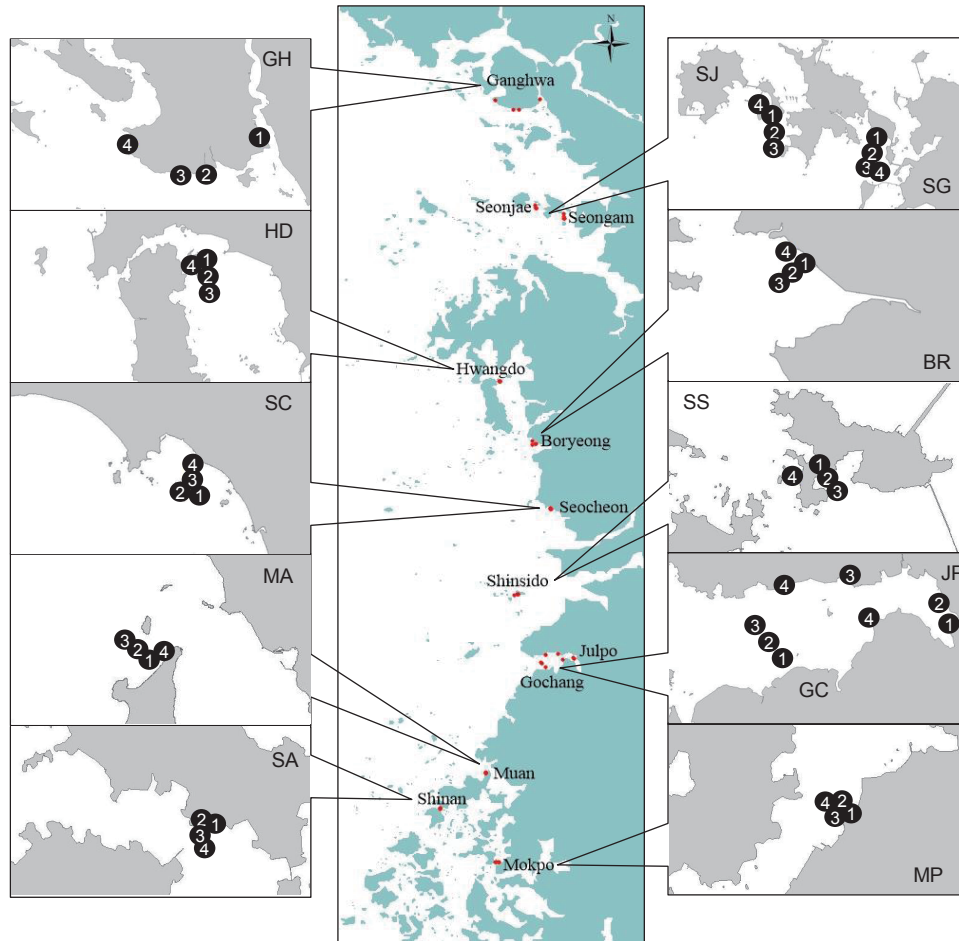 GH
1
4
3
2
HD
1
4
2
3
SC
4
3
2
1
MA
3
2
4
1
SA
2
1
3
4
N
Ganghwa
Seonjae
Seongam
Hwangdo
Boryeong
Seocheon
Shinsido
Julpo
Gochang
Muan
Shinan
Mokpo
SJ
4
1
2
3
1
2
3
4
SG
4
1
2
3
BR
SS
1
4
2
3
JP
3
4
2
4
1
3
2
1
GC
4
2
3
1
MP